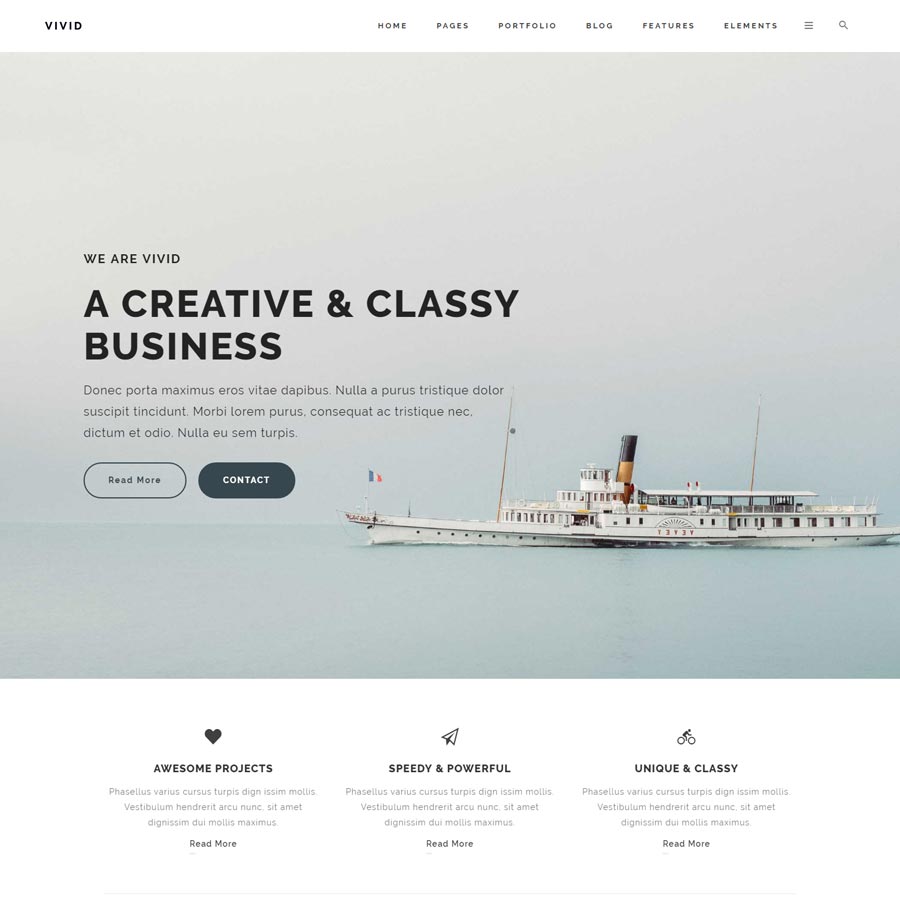 VIVID
HOME PAGES PORTFOLIO BLOG FEATURES ELEMENTS
WE ARE VIVID
A CREATIVE & CLASSY
BUSINESS
Donec porta maximus eros vitae dapibus. Nulla a purus tristique dolor
suscipit tincidunt. Morbi lorem purus, consequat ac tristique nec,
dictum et odio. Nulla eu sem turpis.
Read More
CONTACT
AWESOME PROJECTS
Phasellus varius cursus turpis dign issim mollis.
Vestibulum hendrerit arcu nunc, sit amet
dignissim dui mollis maximus.
Read More
SPEEDY & POWERFUL
Phasellus varius cursus turpis dign issim mollis.
Vestibulum hendrerit arcu nunc, sit amet
dignissim dui mollis maximus.
Read More
UNIQUE & CLASSY
Phasellus varius cursus turpis dign issim mollis.
Vestibulum hendrerit arcu nunc, sit amet
dignissim dui mollis maximus.
Read More